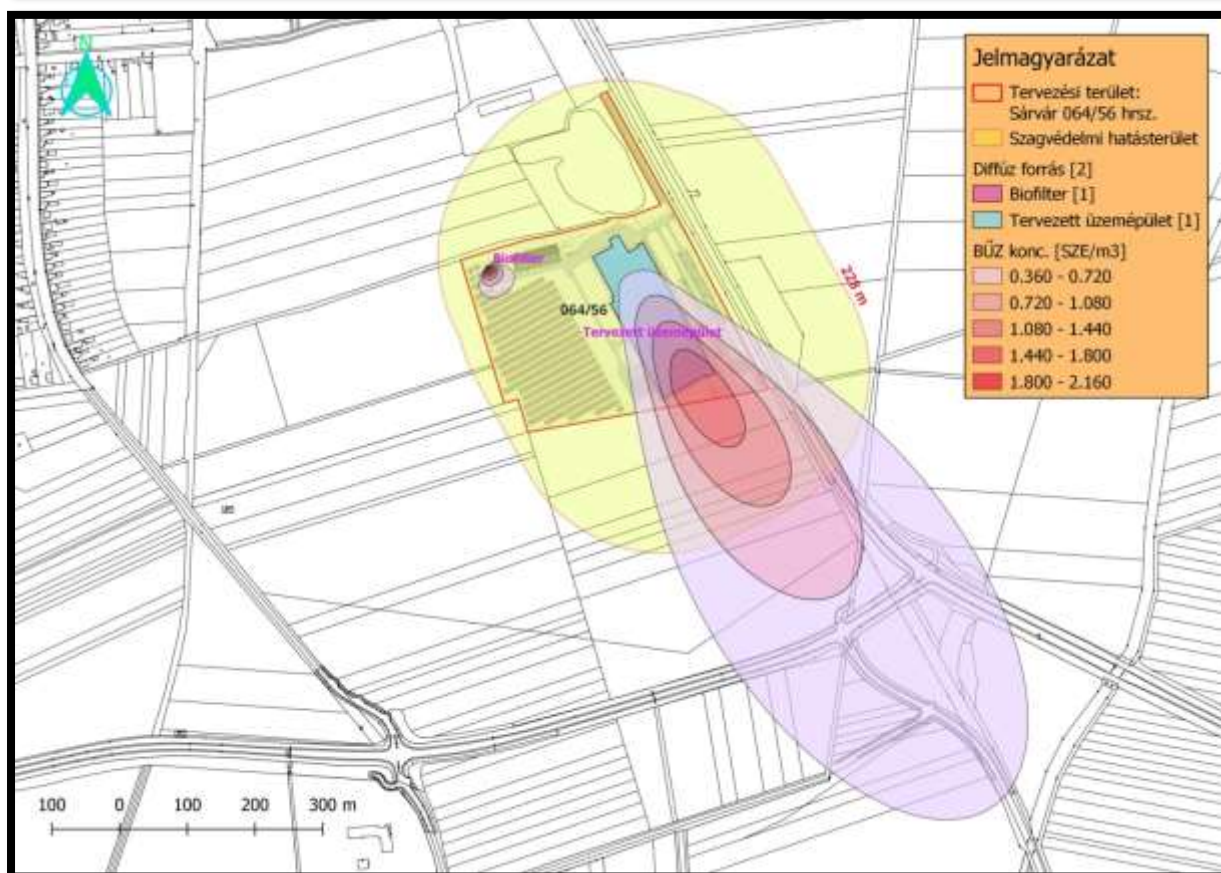 N
Jelmagyarázat
Tervezési terület:
Sárvár 064/56 hrsz.
Szagvédelmi hatásterület
Diffúz forrás [2]
Biofilter [1]
Tervezett üzemépület [1]
BŰZ konc. [SZE/m3]
0.360 - 0.720
0.720 - 1.080
1.080 - 1.440
1.440 - 1.800
1.800 - 2.160
Biofilter
228 m
064/56
Tervezett üzemépület
100 0 100 200 300 m